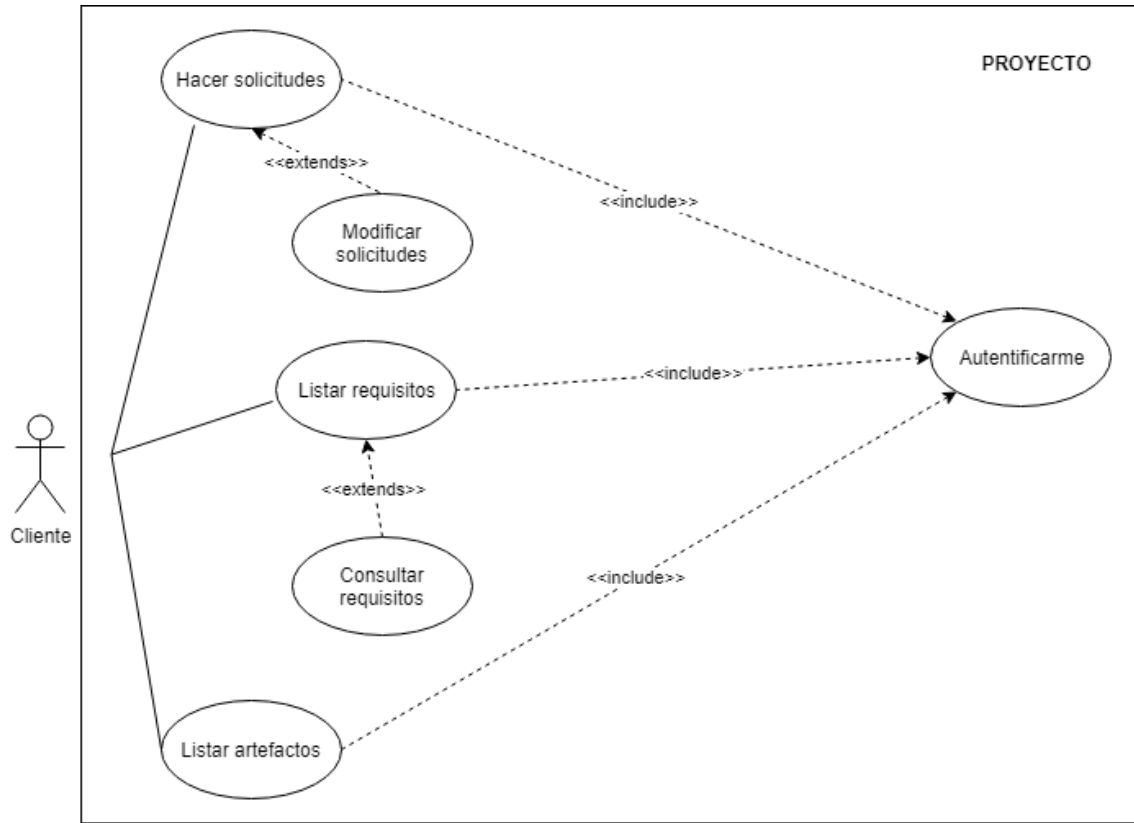 PROYECTO
Hacer solicitudes
<<extends>>
<<include>>
Modificar
solicitudes
Autentificarme
Listar requisitos
<<include>>
<<extends>>
Cliente
Consultar
requisitos
<<include>>
Listar artefactos